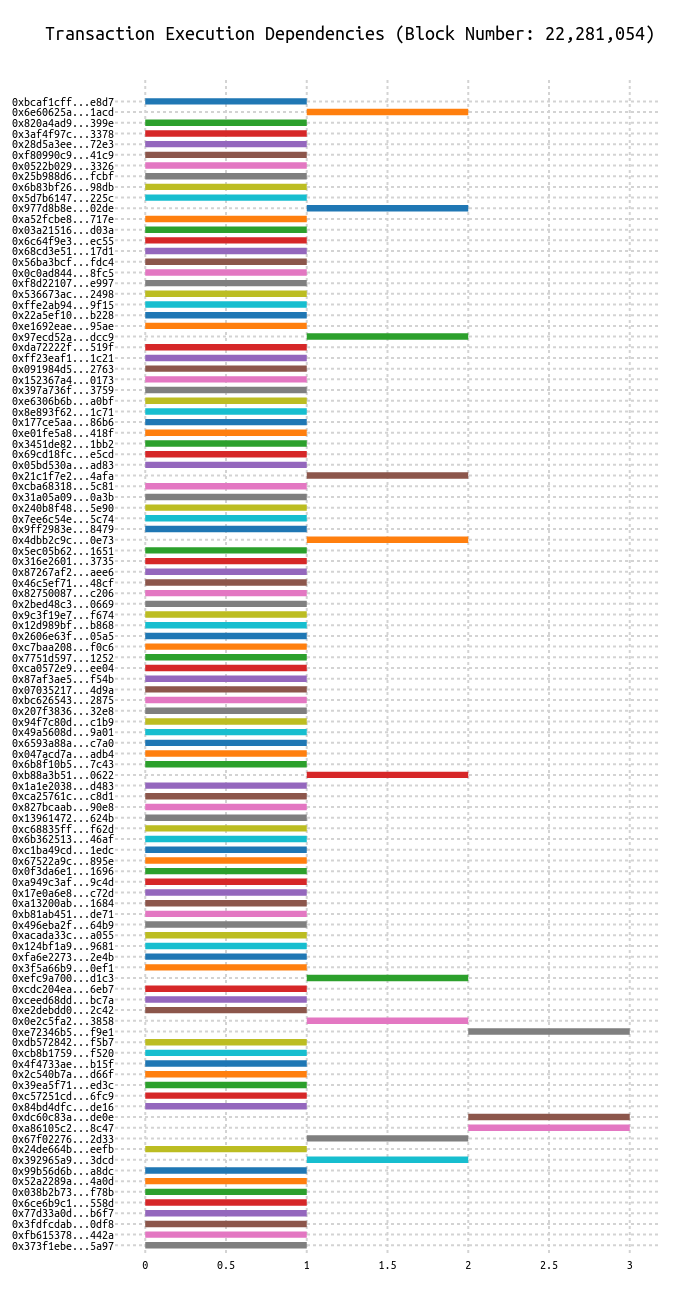 Transaction Execution Dependencies (Block Number: 22,281,054)
0xbcaf1cff...e8d7
0x6e60625a...1acd
0x820a4ad9...399e
0x3af4f97c...3378
0x28d5a3ee...72e3
0xf80990c9...41c9
0x0522b029...3326
0x25b988d6...fcbf
0x6b83bf26...98db
0x5d7b6147...225c
0x977d8b8e...02de
0xa52fcbe8...717e
0x03a21516...d03a
0x6c64f9e3...ec55
0x68cd3e51...17d1
0x56ba3bcf...fdc4
0x0c0ad844...8fc5
0xf8d22107...e997
0x536673ac...2498
0xffe2ab94...9f15
0x22a5ef10...b228
0xe1692eae...95ae
0x97ecd52a...dcc9
0xda72222f...519f
0xff23eaf1...1c21
0x091984d5...2763
0x152367a4...0173
0x397a736f...3759
0xe6306b6b...a0bf
0x8e893f62...1c71
0x177ce5aa...86b6
0xe01fe5a8...418f
0x3451de82...1bb2
0x69cd18fc...e5cd
0x05bd530a...ad83
0x21c1f7e2...4afa
0xcba68318...5c81
0x31a05a09...0a3b
0x240b8f48...5e90
0x7ee6c54e...5c74
0x9ff2983e...8479
0x4dbb2c9c...0e73
0x5ec05b62...1651
0x316e2601...3735
0x87267af2...aee6
0x46c5ef71...48cf
0x82750087...c206
0x2bed48c3...0669
0x9c3f19e7...f674
0x12d989bf...b868
0x2606e63f...05a5
0xc7baa208...f0c6
0x7751d597...1252
0xca0572e9...ee04
0x87af3ae5...f54b
0x07035217...4d9a
0xbc626543...2875
0x207f3836...32e8
0x94f7c80d...c1b9
0x49a5608d...9a01
0x6593a88a...c7a0
0x047acd7a...adb4
0x6b8f10b5...7c43
0xb88a3b51...0622
0x1a1e2038...d483
0xca25761c...c8d1
0x827bcaab...90e8
0x13961472...624b
0xc68835ff...f62d
0x6b362513...46af
0xc1ba49cd...1edc
0x67522a9c...895e
0x0f3da6e1...1696
0xa949c3af...9c4d
0x17e0a6e8...c72d
0xa13200ab...1684
0xb81ab451...de71
0x496eba2f...64b9
0xacada33c...a055
0x124bf1a9...9681
0xfa6e2273...2e4b
0x3f5a66b9...0ef1
0xefc9a700...d1c3
0xcdc204ea...6eb7
0xceed68dd...bc7a
0xe2debdd0...2c42
0x0e2c5fa2...3858
0xe72346b5...f9e1
0xdb572842...f5b7
0xcb8b1759...f520
0x4f4733ae...b15f
0x2c540b7a...d66f
0x39ea5f71...ed3c
0xc57251cd...6fc9
0x84bd4dfc...de16
0xdc60c83a...de0e
0xa86105c2...8c47
0x67f02276...2d33
0x24de664b...eefb
0x392965a9...3dcd
0x99b56d6b...a8dc
0x52a2289a...4a0d
0x038b2b73...f78b
0x6ce6b9c1...558d
0x77d33a0d...b6f7
0x3fdfcdab...0df8
0xfb615378...442a
0x373f1ebe...5a97
0 0.5 1 1.5 2 2.5 3